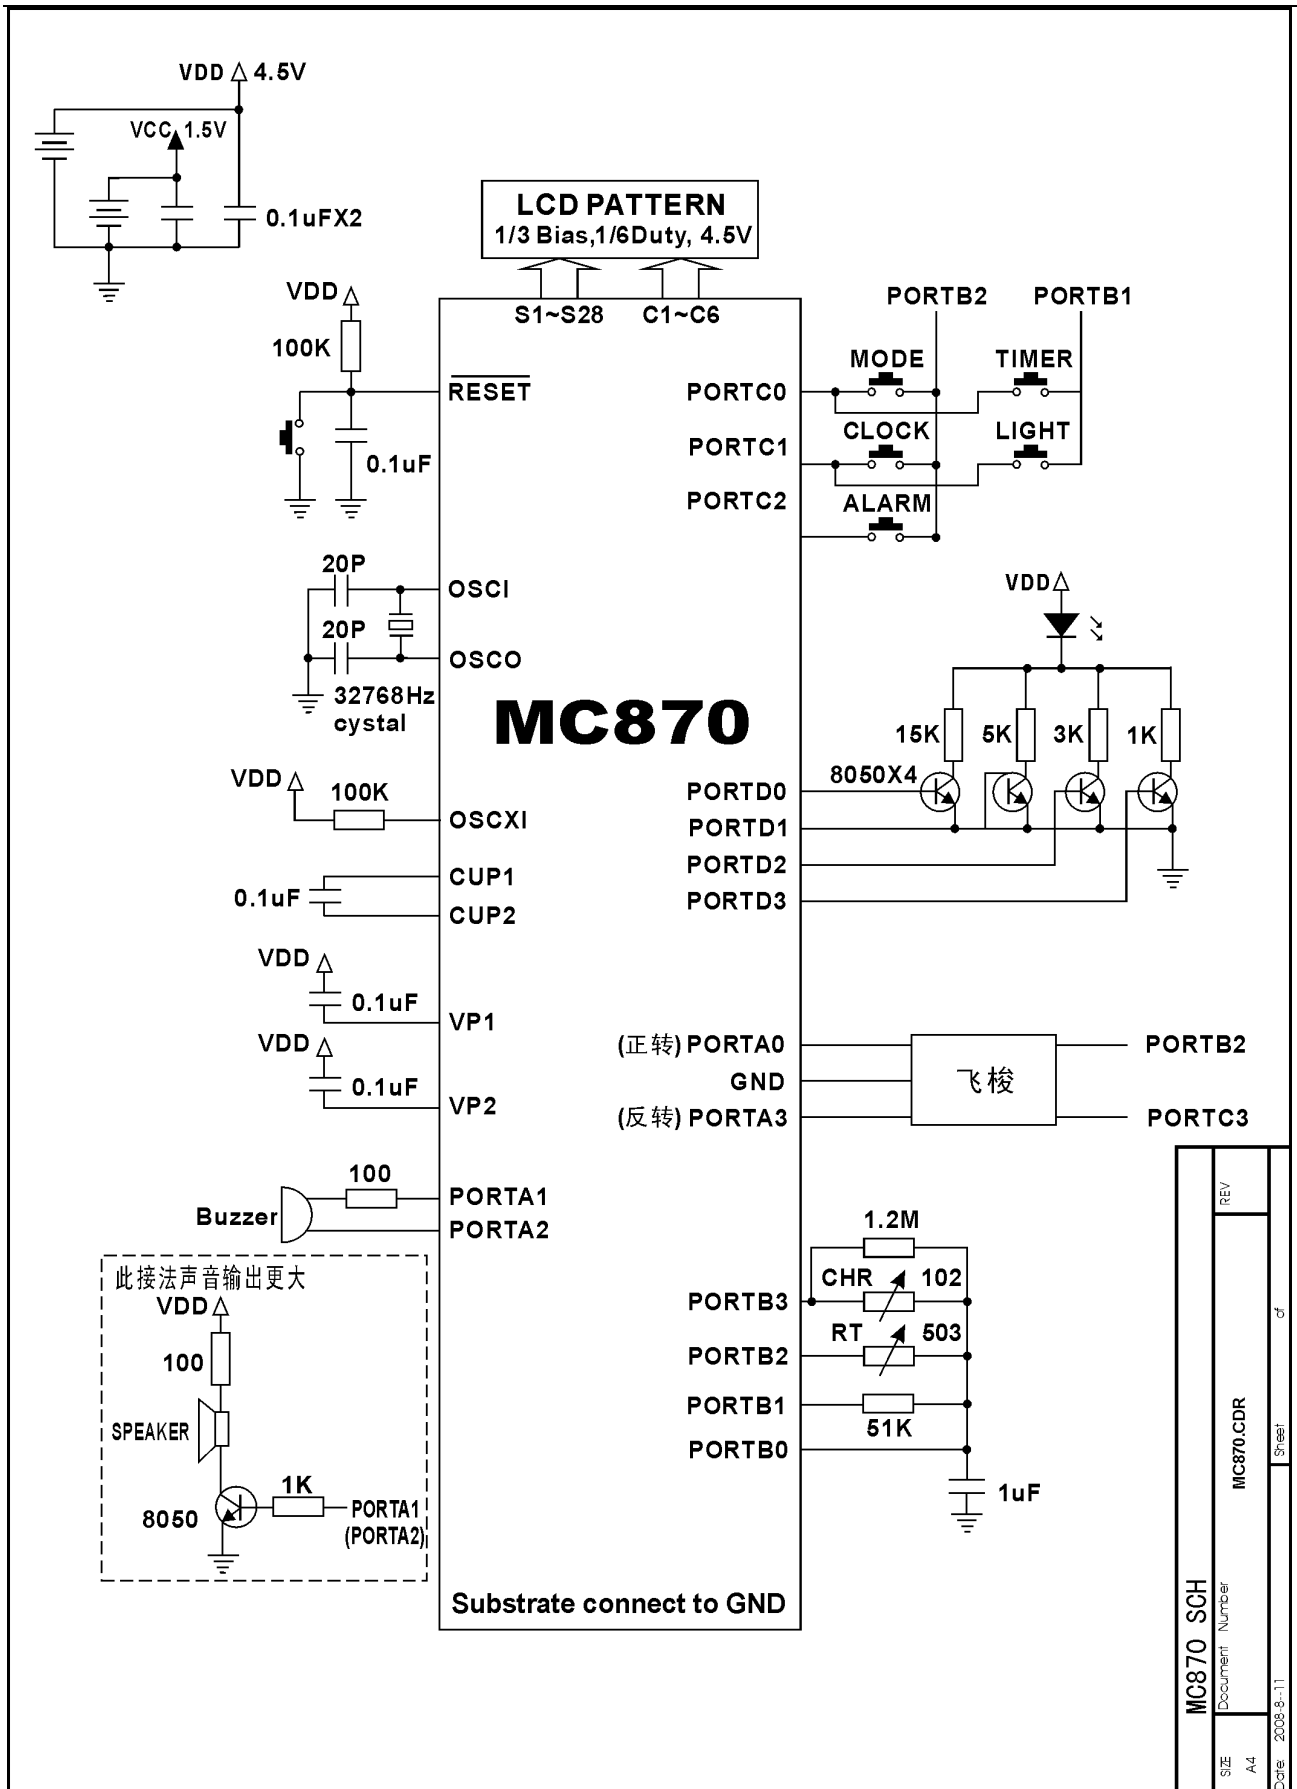 VDD 4.5V
VCC 1.5V
0.1uFX2
LCD PATTERN
1/3 Bias,1/6Duty, 4.5V
S1~S28 C1~C6
VDD
100K
RESET
0.1uF
PORTB2 PORTB1
MODE TIMER
PORTC0
CLOCK LIGHT
PORTC1
PORTC2
ALARM
20P
OSCI
20P
OSCO
32768Hz
cystal
MC870
VDD
15K 5K 3K 1K
8050X4
PORTD0
PORTD1
PORTD2
PORTD3
VDD
100K
OSCXI
CUP1
0.1uF
CUP2
VDD
0.1uF
VP1
VDD
0.1uF
VP2
(正转) PORTA0
GND
(反转) PORTA3
飞梭
PORTB2
PORTC3
100
PORTA1
Buzzer
PORTA2
此接法声音输出更大
VDD
100
SPEAKER
1K
8050
PORTA1
(PORTA2)
1.2M
CHR 102
PORTB3
RT 503
PORTB2
PORTB1
51K
PORTB0
1uF
Substrate connect to GND
MC870 SCH
SIZE
A4
Document Number
MC870.CDR
REV
Date: 2008-8--11
Sheet of